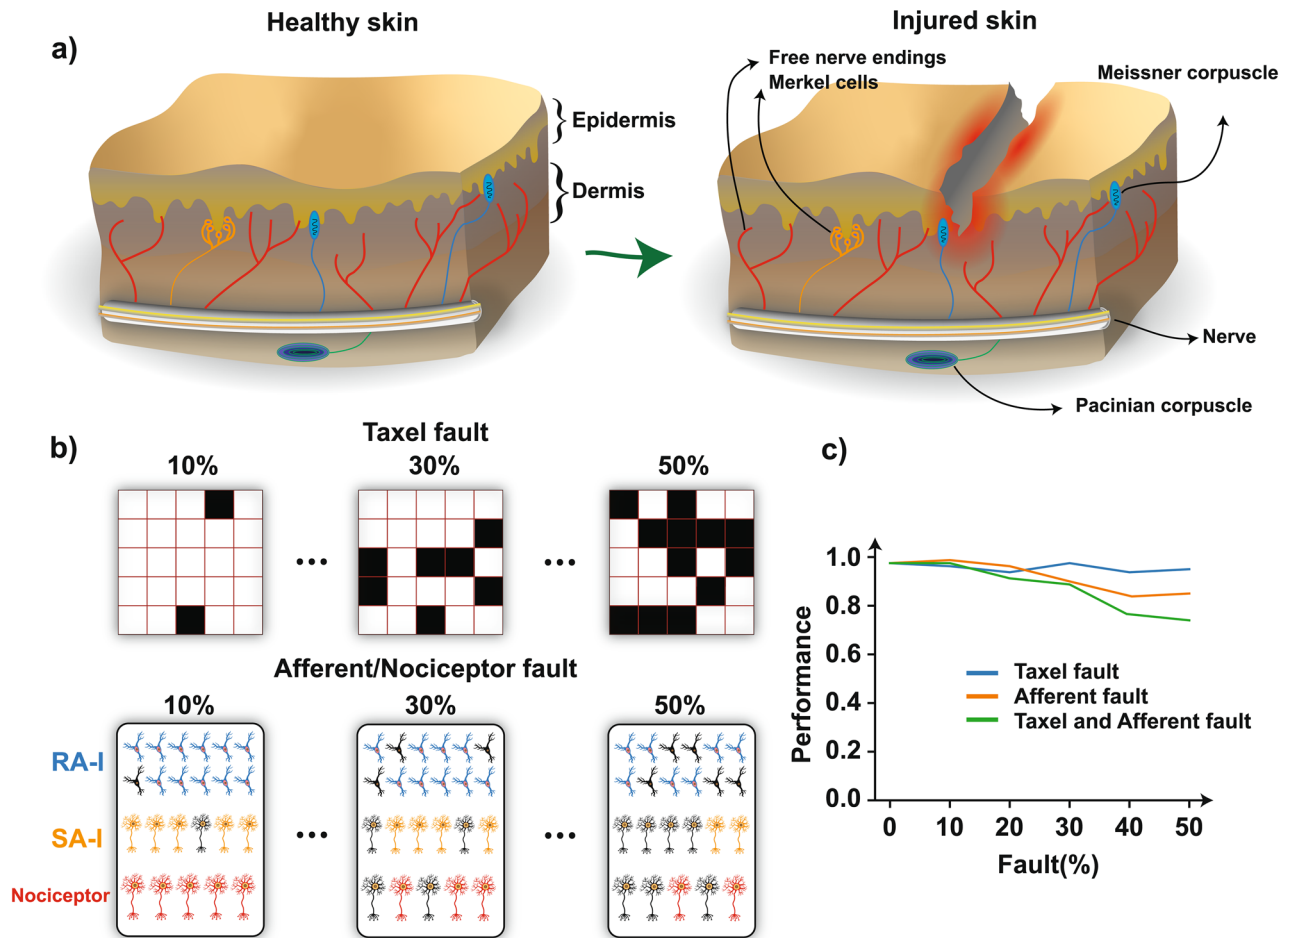 Healthy skin
Injured skin
a)
Free nerve endings
Merkel cells
Meissner corpuscle
Epidermis
Dermis
Nerve
Pacinian corpuscle
b)
Taxel fault
10%
30%
50%
...
...
Afferent/Nociceptor fault
10%
30%
50%
RA-I
SA-I
Nociceptor
...
...
c)
Performance
1.0
0.8
0.6
0.4
0.2
0.0
Taxel fault
Afferent fault
Taxel and Afferent fault
0 10 20 30 40 50
Fault(%)